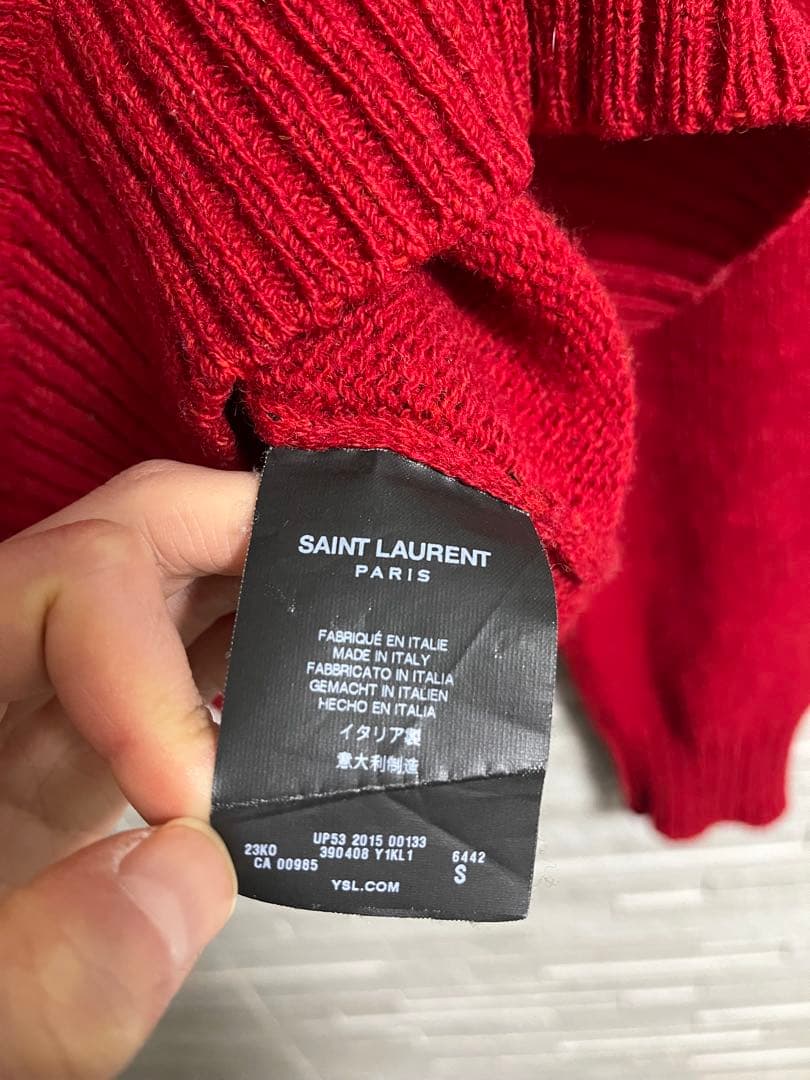 SAINT LAURENT
PARIS
FABRIQUÉ EN ITALIE
MADE IN ITALY
FABBRICATO IN ITALIA
GEMACHT IN ITALIEN
HECHO EN ITALIA
イタリア製
意大利制造
UP53 2015 00133
23KO 390408 Y1KL1 6442
CA 00985 S
YSL.COM